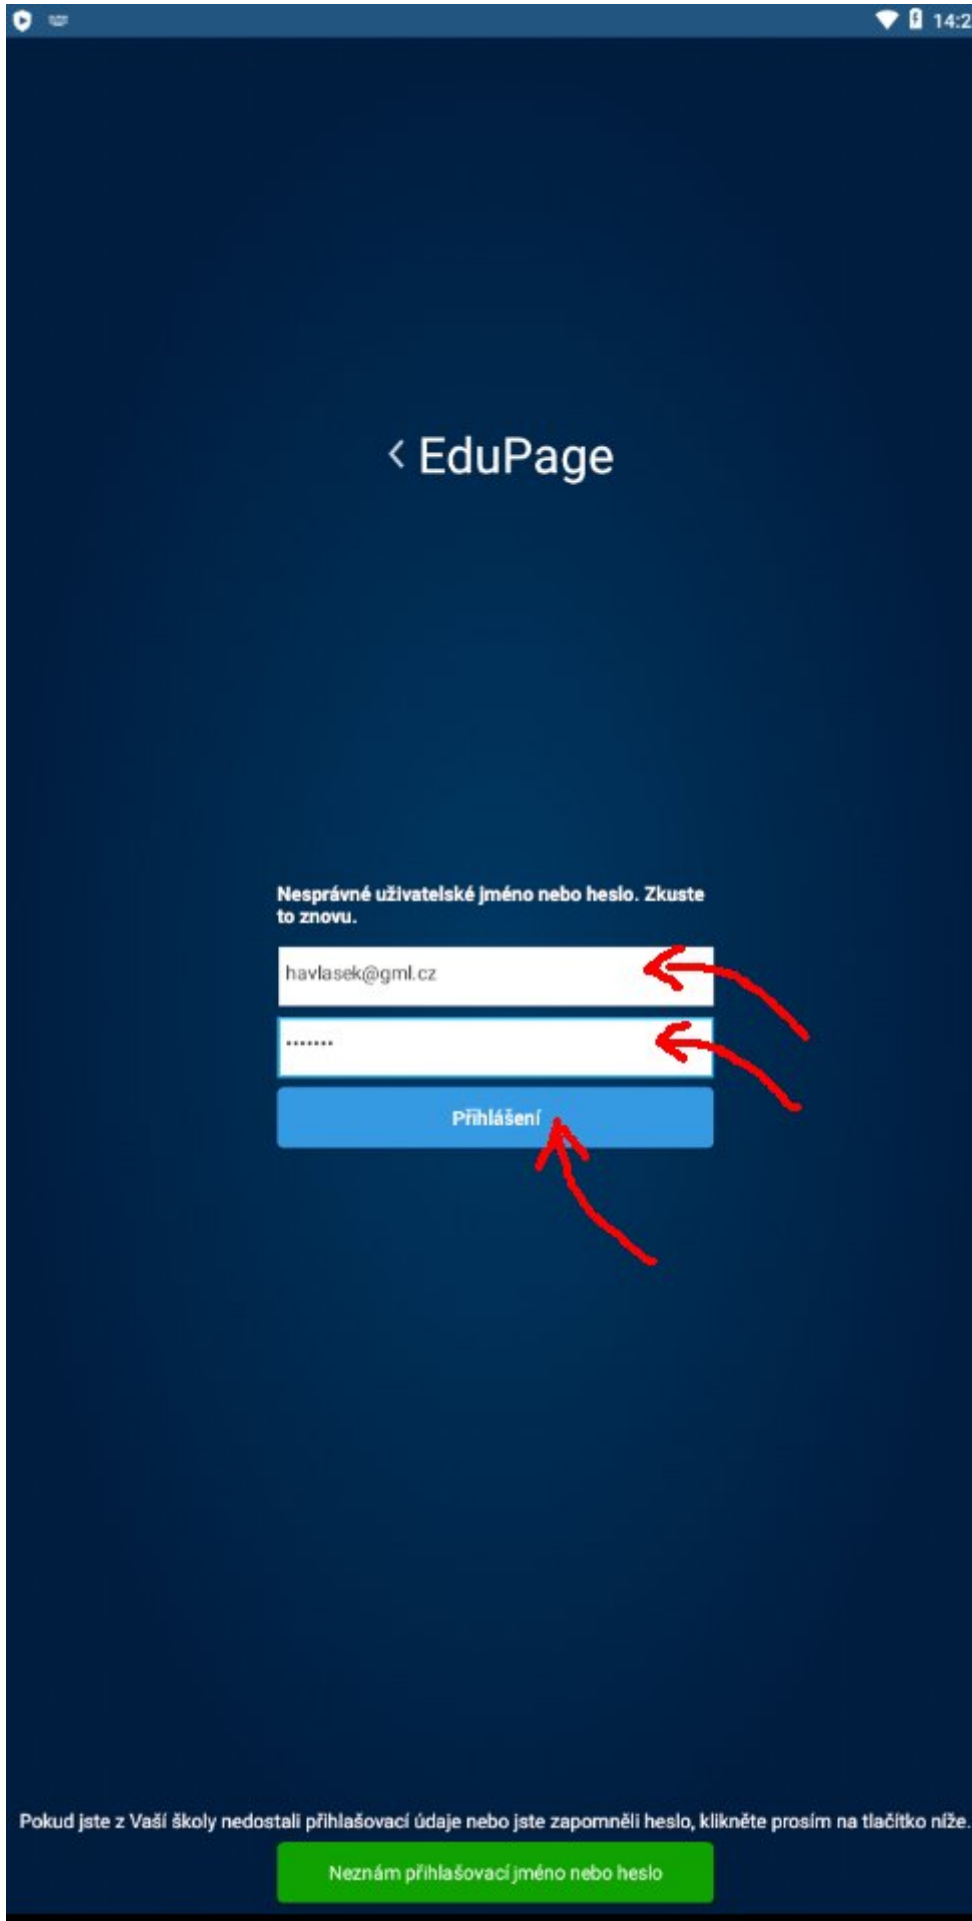 14:2
< EduPage
Nesprávné uživatelské jméno nebo heslo. Zkuste
to znovu.
havlasek@gml.cz
•••••••
Přihlášení
Pokud jste z Vaší školy nedostali přihlašovací údaje nebo jste zapomněli heslo, klikněte prosím na tlačítko níže.
Neznám přihlašovací jméno nebo heslo